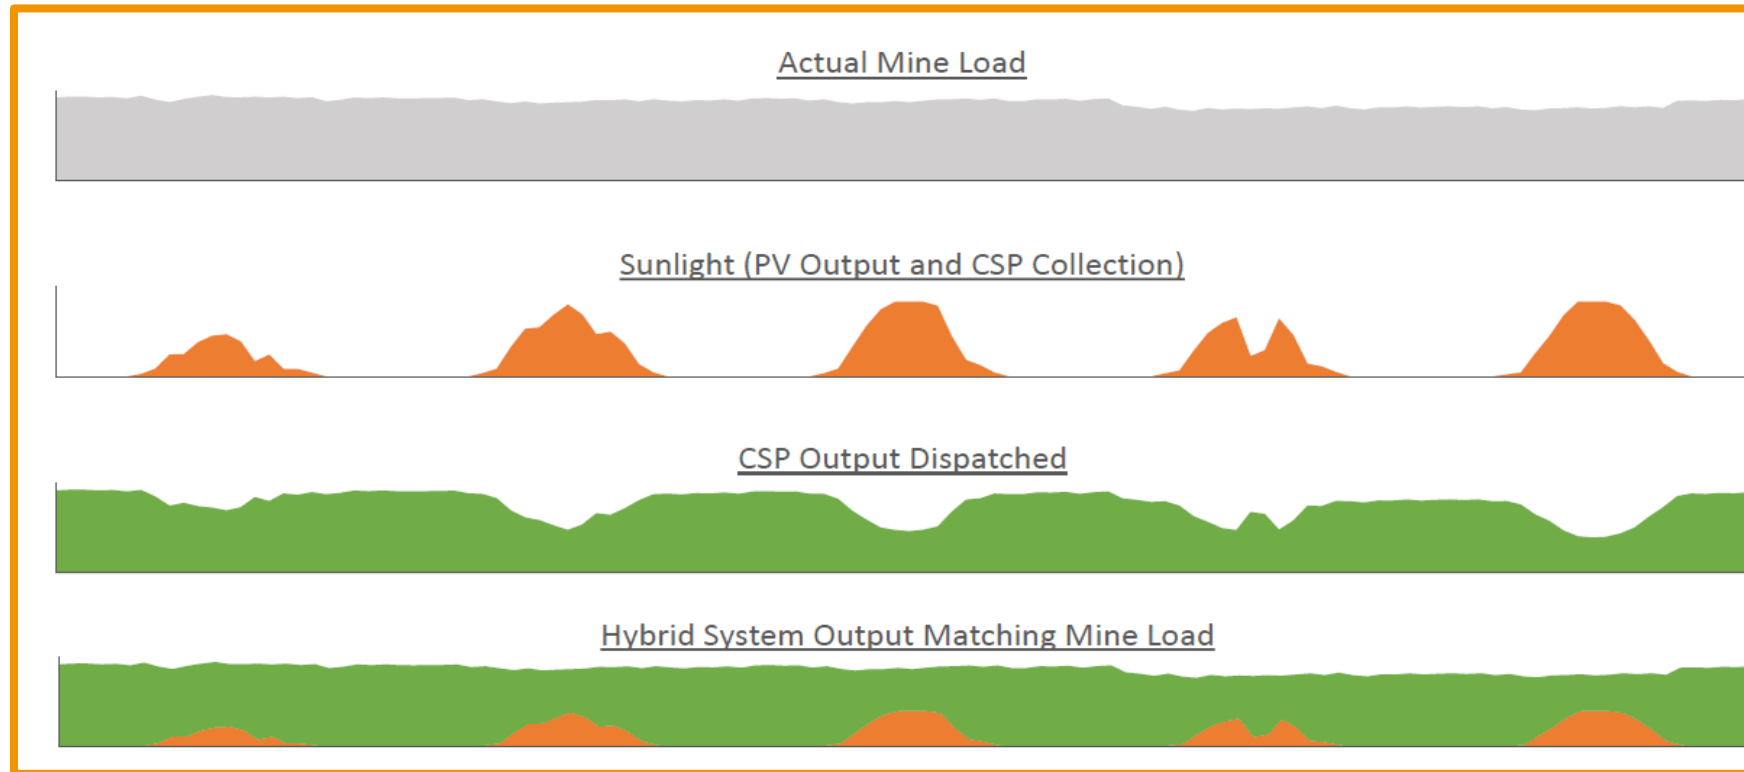 Actual Mine Load
Sunlight (PV Output and CSP Collection)
CSP Output Dispatched
Hybrid System Output Matching Mine Load